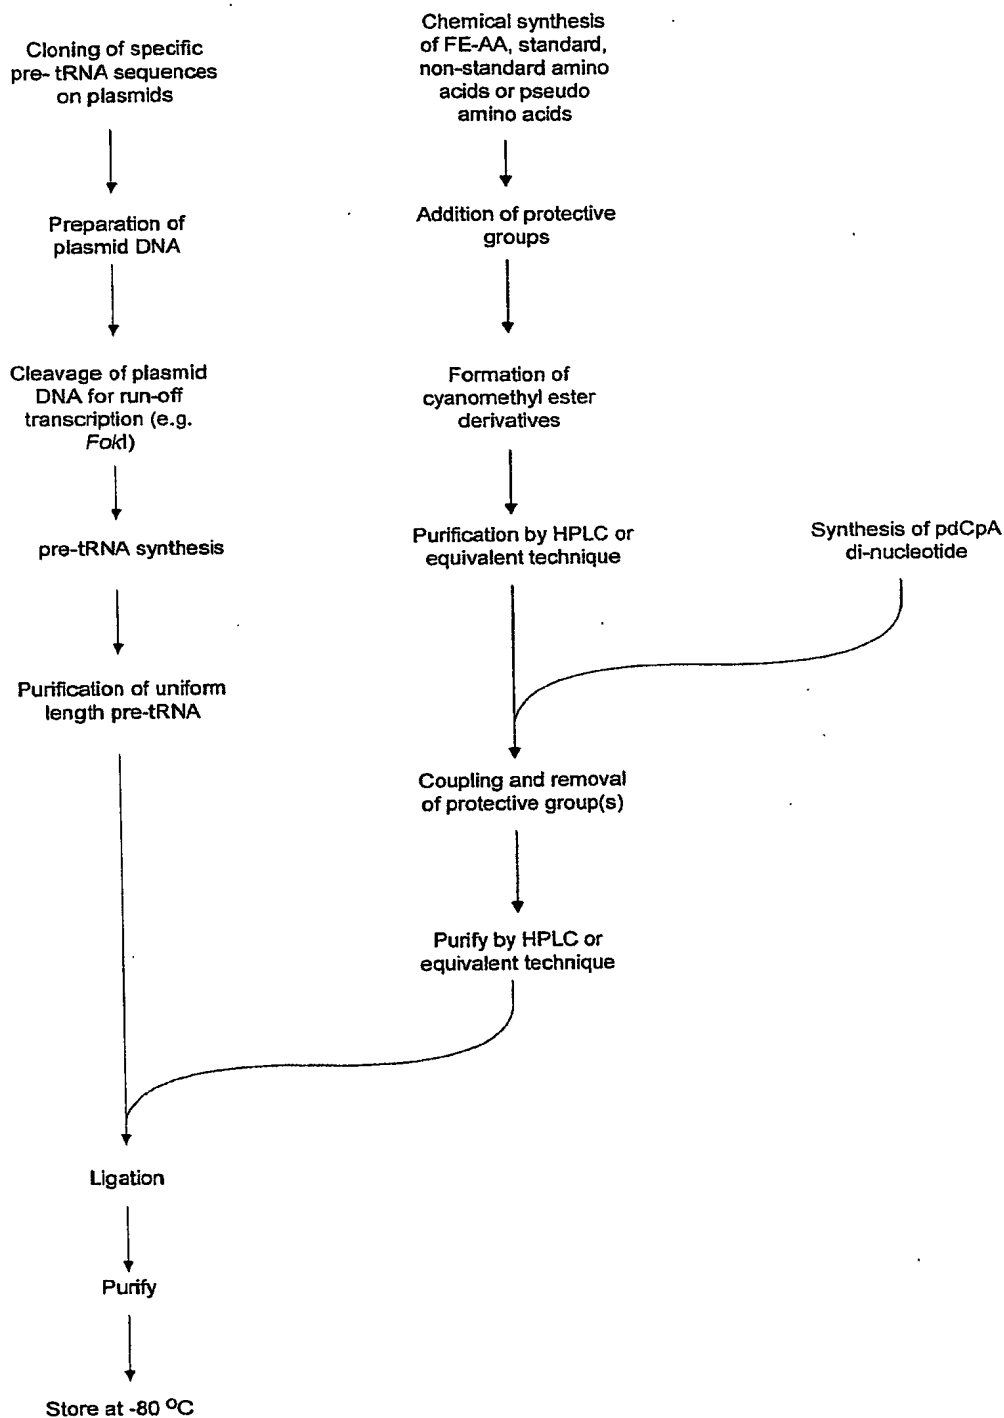 Cloning of specific
pre- tRNA sequences
on plasmids
Preparation of
plasmid DNA
Cleavage of plasmid
DNA for run-off
transcription (e.g.
FokI)
pre-tRNA synthesis
Purification of uniform
length pre-tRNA
Chemical synthesis
of FE-AA, standard,
non-standard amino
acids or pseudo
amino acids
Addition of protective
groups
Formation of
cyanomethyl ester
derivatives
Purification by HPLC or
equivalent technique
Synthesis of pdCpA
di-nucleotide
Coupling and removal
of protective group(s)
Purify by HPLC or
equivalent technique
Ligation
Purify
Store at -80 °C